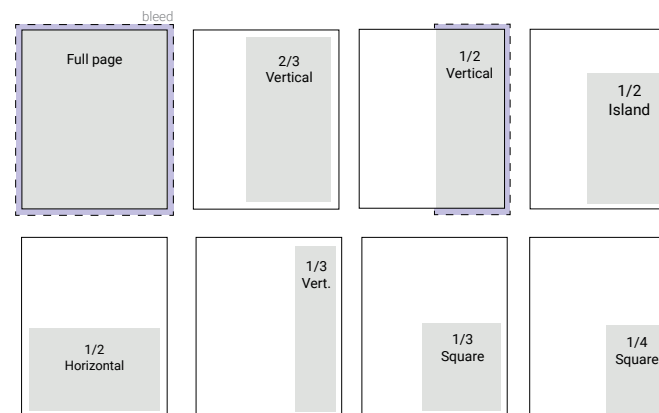 bleed
Full page
2/3
Vertical
1/2
Vertical
1/2
Island
1/2
Horizontal
1/3
Vert.
1/3
Square
1/4
Square